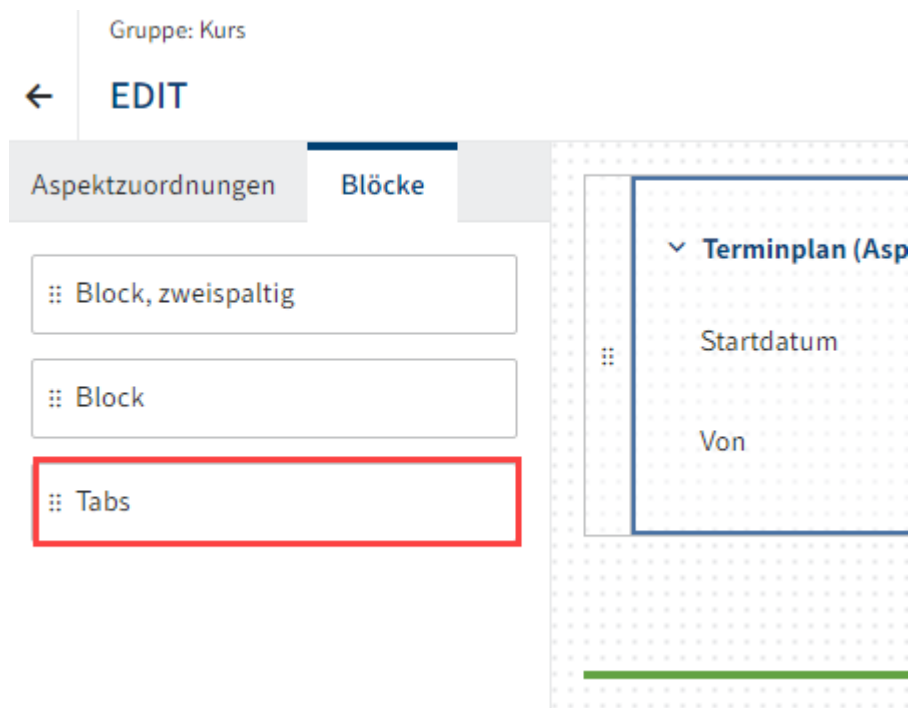 Gruppe: Kurs
EDIT
Aspektzuordnungen Blöcke
Block, zweispaltig
Block
Tabs
Terminplan (Asp
Startdatum
Von